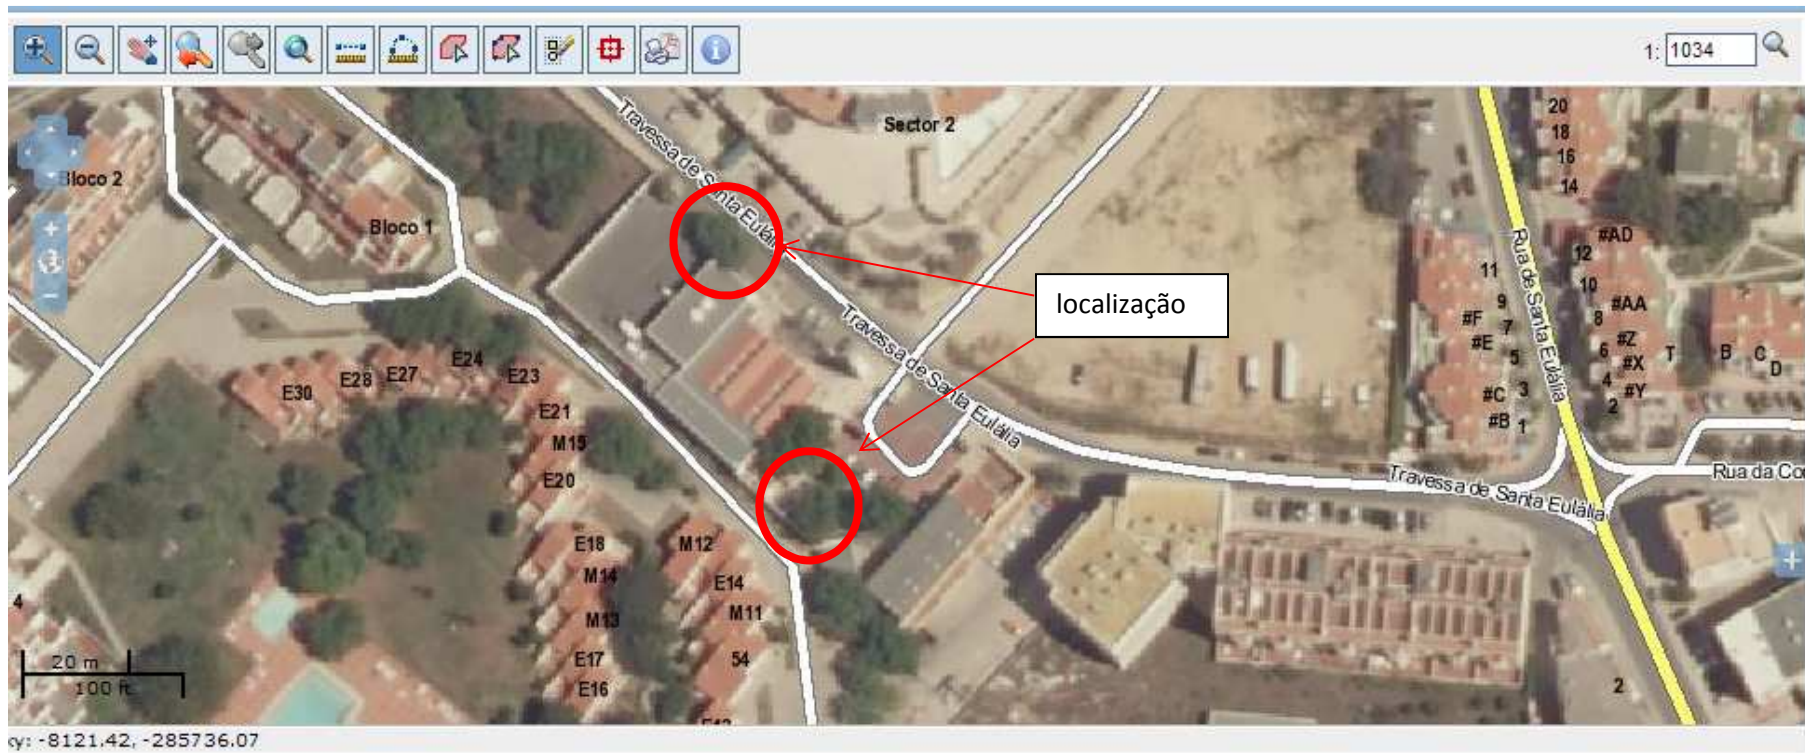 1: 1034
Travessa de Santa Eulália
Sector 2
20
18
16
14
Bloco 2
Bloco 1
#AD
12
11
10
#AA
9
8
#F
7
#E
#Z
6
5
#X
T
B
C
D
4
3
#Y
#C
2
#B
1
Rua de Santa Eulália
localização
Travessa de Santa Eulália
Travessa de Santa Eulália
Rua da Co
E24
E27
E28
E30
E23
E21
M15
E20
E18
M14
M13
E17
E16
M12
E14
M11
54
4
2
20 m
100 ft
xy: -8121.42, -285736.07